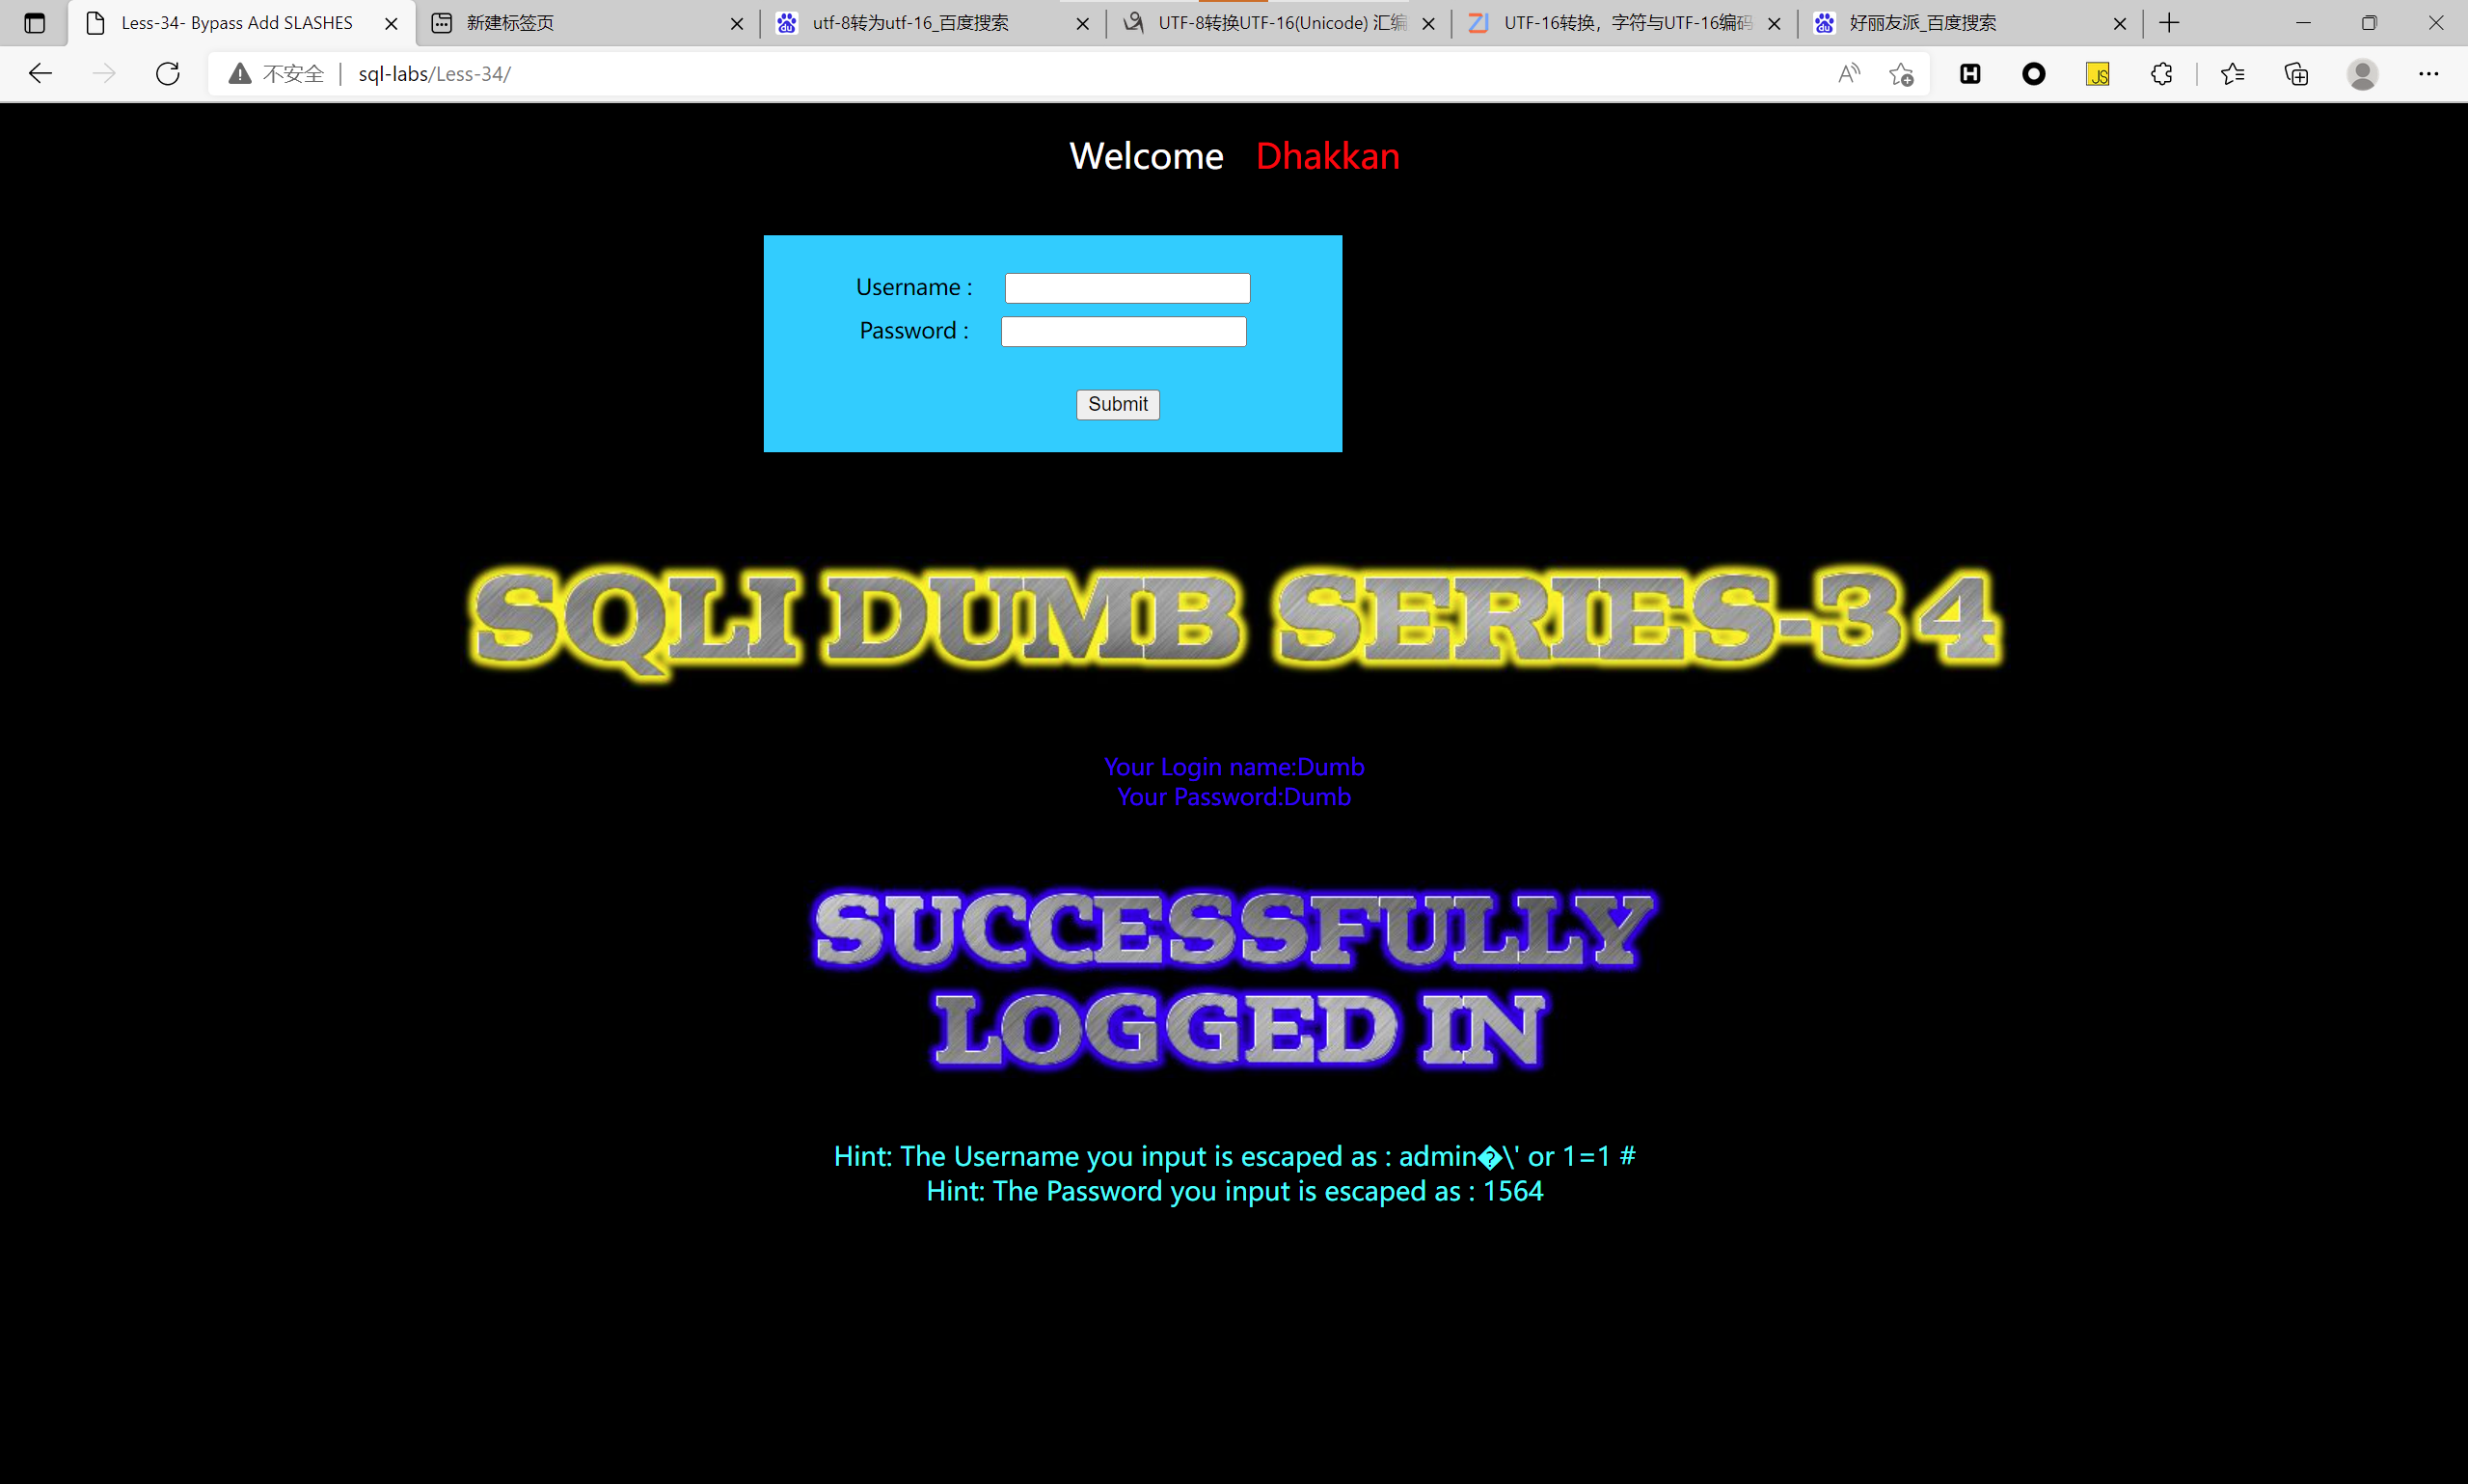 Less-34- Bypass Add SLASHES
新建标签页
utf-8转为utf-16_百度搜索
UTF-8转换UTF-16(Unicode) 汇编
UTF-16转换，字符与UTF-16编码
好丽友派_百度搜索
不安全 | sql-labs/Less-34/
Welcome Dhakkan
Username :
Password :
Submit
SQLI DUMB SERIES-34
Your Login name:Dumb
Your Password:Dumb
SUCCESSFULLY
LOGGED IN
Hint: The Username you input is escaped as : admin�\' or 1=1 #
Hint: The Password you input is escaped as : 1564